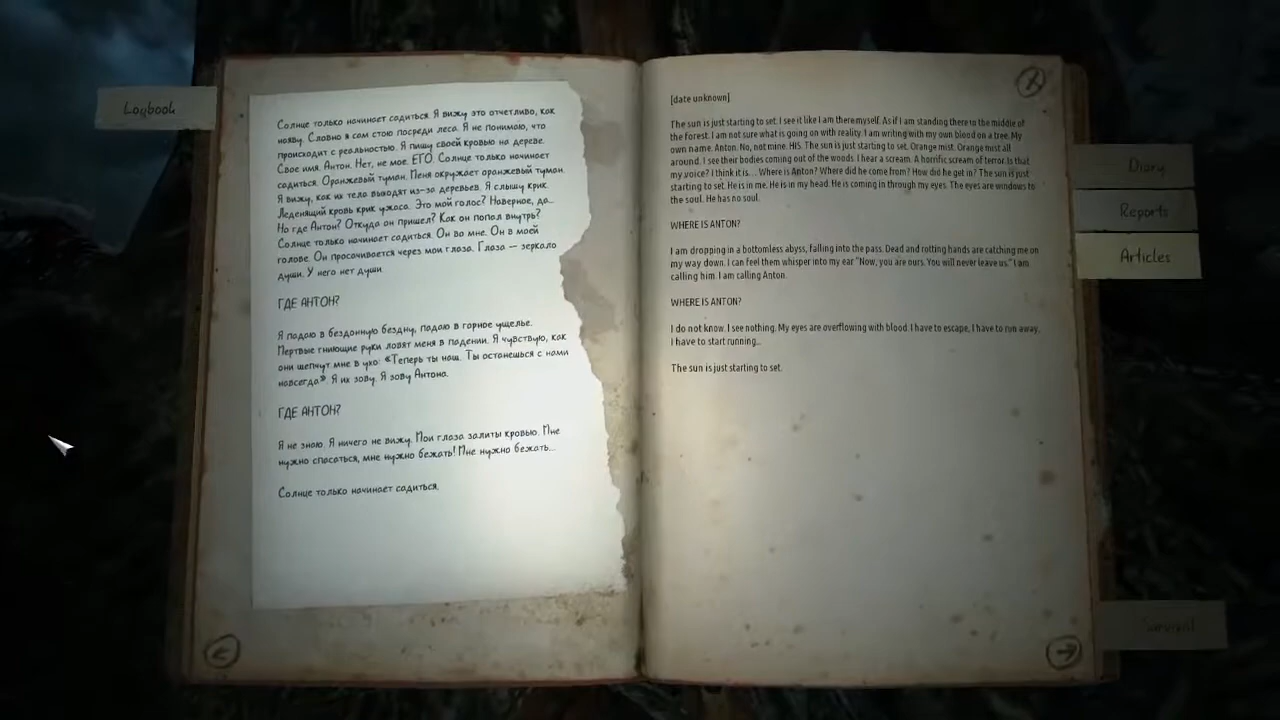 Logbook
Солнце только начинает садиться. Я вижу это отчетливо, как
наяву. Словно я сам стою посреди леса. Я не понимаю, что
происходит с реальностью. Я пишу своей кровью на дереве.
Свое имя. Антон. Нет, не мое. ЕГО. Солнце только начинает
садиться. Оранжевый туман. Меня окружает оранжевый туман.
Я вижу, как их тела выходят из-за деревьев. Я слышу крик.
Леденящий кровь крик ужаса. Это мой голос? Наверное, да...
Но где Антон? Откуда он пришел? Как он попал внутрь?
Солнце только начинает садиться. Он во мне. Он в моей
голове. Он просачивается через мои глаза. Глаза — зеркало
души. У него нет души.
ГДЕ АНТОН?
Я падаю в бездонную бездну, падаю в горное ущелье.
Мертвые гниющие руки ловят меня в падении. Я чувствую, как
они шепчут мне в ухо: «Теперь ты наш. Ты останешься с нами
навсегда.» Я их зову. Я зову Антона.
ГДЕ АНТОН?
Я не знаю. Я ничего не вижу. Мои глаза залиты кровью. Мне
нужно спасаться, мне нужно бежать! Мне нужно бежать...
Солнце только начинает садиться.
[date unknown]
The sun is just starting to set. I see it like I am there myself. As if I am standing there in the middle of
the forest. I am not sure what is going on with reality. I am writing with my own blood on a tree. My
own name. Anton. No, not mine. HIS. The sun is just starting to set. Orange mist. Orange mist all
around. I see their bodies coming out of the woods. I hear a scream. A horrific scream of terror. Is that
my voice? I think it is... Where is Anton? Where did he come from? How did he get in? The sun is just
starting to set. He is in me. He is in my head. He is coming in through my eyes. The eyes are windows to
the soul. He has no soul.
WHERE IS ANTON?
I am dropping in a bottomless abyss, falling into the pass. Dead and rotting hands are catching me on
my way down. I can feel them whisper into my ear "Now, you are ours. You will never leave us." I am
calling him. I am calling Anton.
WHERE IS ANTON?
I do not know. I see nothing. My eyes are overflowing with blood. I have to escape, I have to run away.
I have to start running...
The sun is just starting to set.
Diary
Reports
Articles
Survival